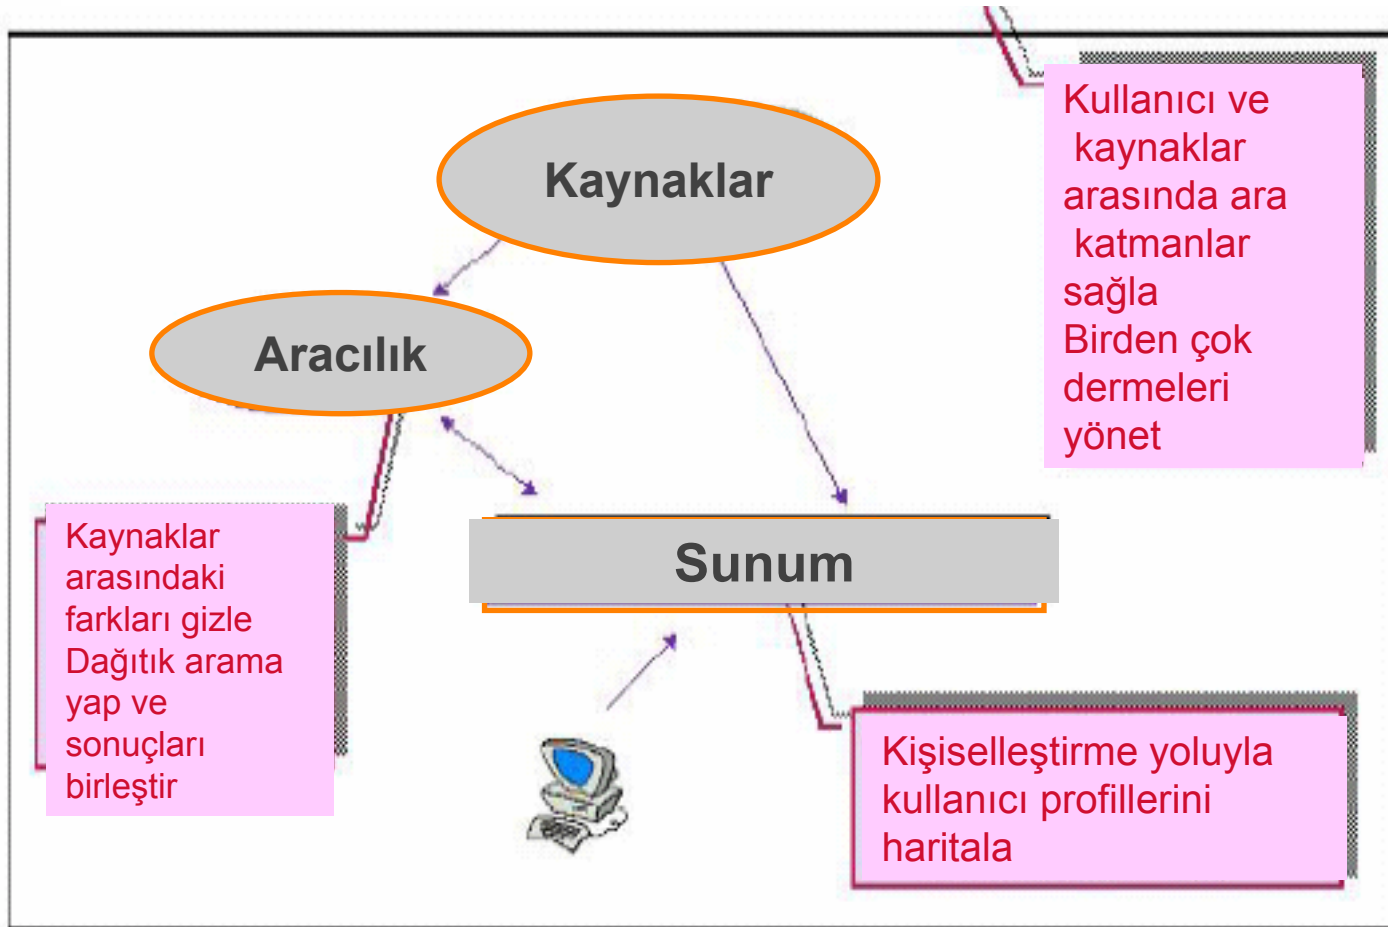 Kaynaklar
Kullanıcı ve
kaynaklar
arasında ara
katmanlar
sağla
Birden çok
dermeleri
yönet
Aracılık
Kaynaklar
arasındaki
farkları gizle
Dağıtık arama
yap ve
sonuçları
birleştir
Sunum
Kişiselleştirme yoluyla
kullanıcı profillerini
haritala